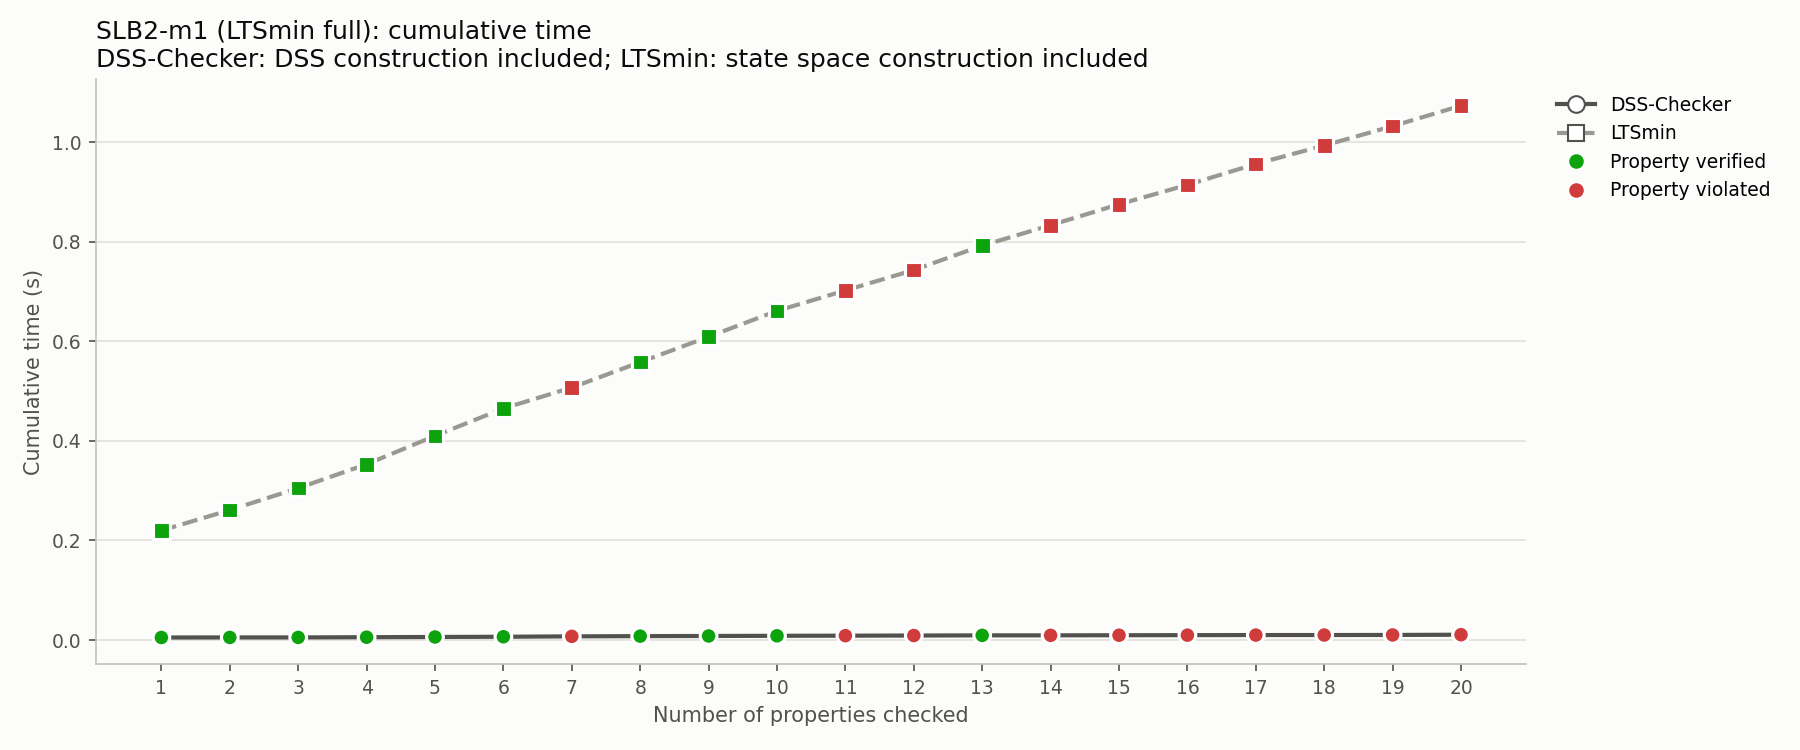 SLB2-m1 (LTSmin full): cumulative time
DSS-Checker: DSS construction included; LTSmin: state space construction included
DSS-Checker
LTSmin
Property verified
Property violated
Cumulative time (s)
1.0
0.8
0.6
0.4
0.2
0.0
1 2 3 4 5 6 7 8 9 10 11 12 13 14 15 16 17 18 19 20
Number of properties checked